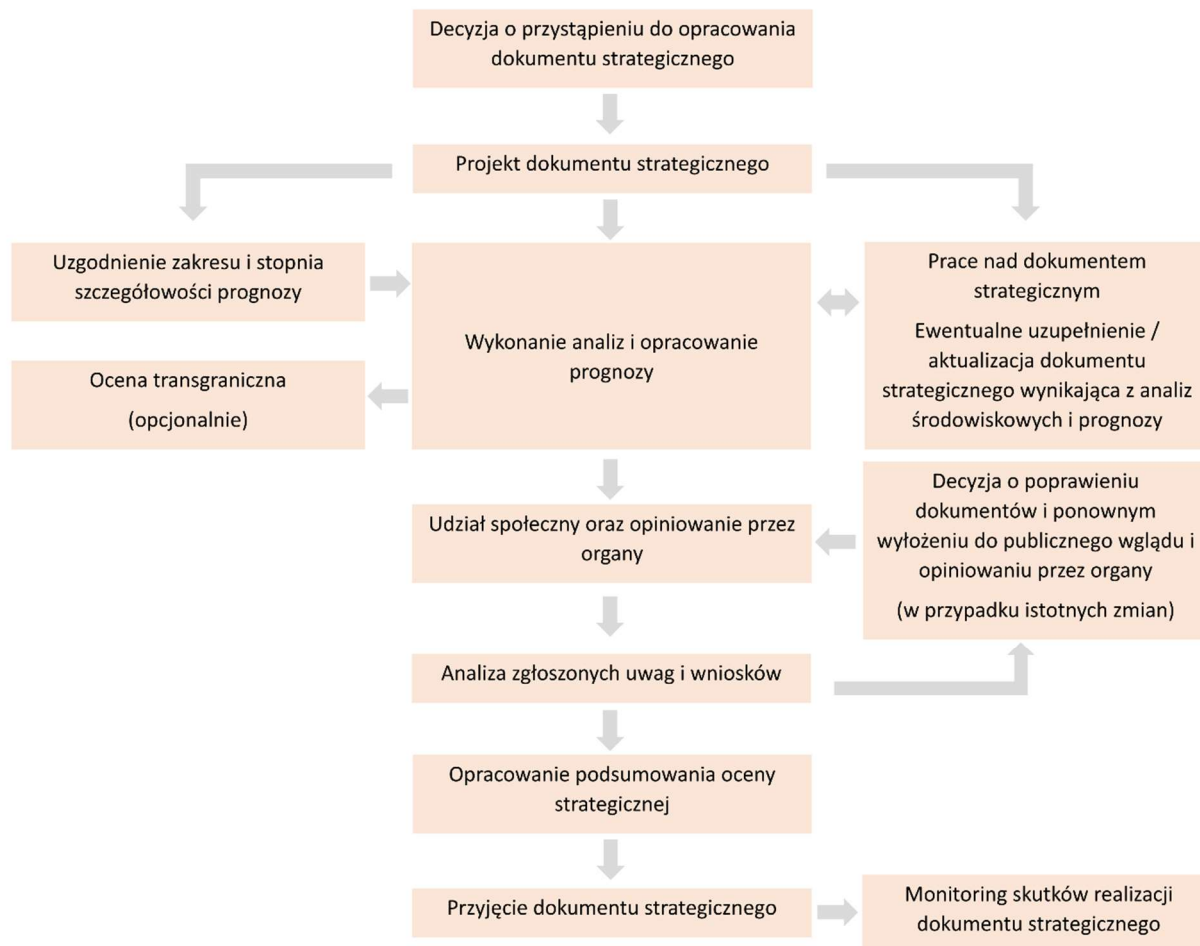 Decyzja o przystąpieniu do opracowania
dokumentu strategicznego
Projekt dokumentu strategicznego
Uzgodnienie zakresu i stopnia
szczegółowości prognozy
Ocena transgraniczna
(opcjonalnie)
Wykonanie analiz i opracowanie
prognozy
Prace nad dokumentem
strategicznym
Ewentualne uzupełnienie /
aktualizacja dokumentu
strategicznego wynikająca z analiz
środowiskowych i prognozy
Udział społeczny oraz opiniowanie przez
organy
Decyzja o poprawieniu
dokumentów i ponownym
wyłożeniu do publicznego wglądu i
opiniowaniu przez organy
(w przypadku istotnych zmian)
Analiza zgłoszonych uwag i wniosków
Opracowanie podsumowania oceny
strategicznej
Przyjęcie dokumentu strategicznego
Monitoring skutków realizacji
dokumentu strategicznego